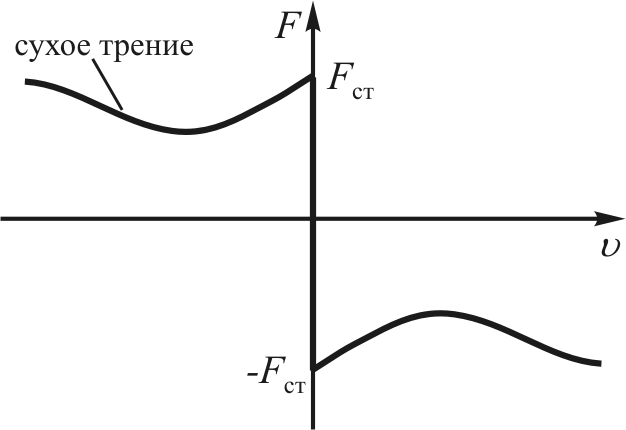 F
сухое трение
Fст
υ
-Fст